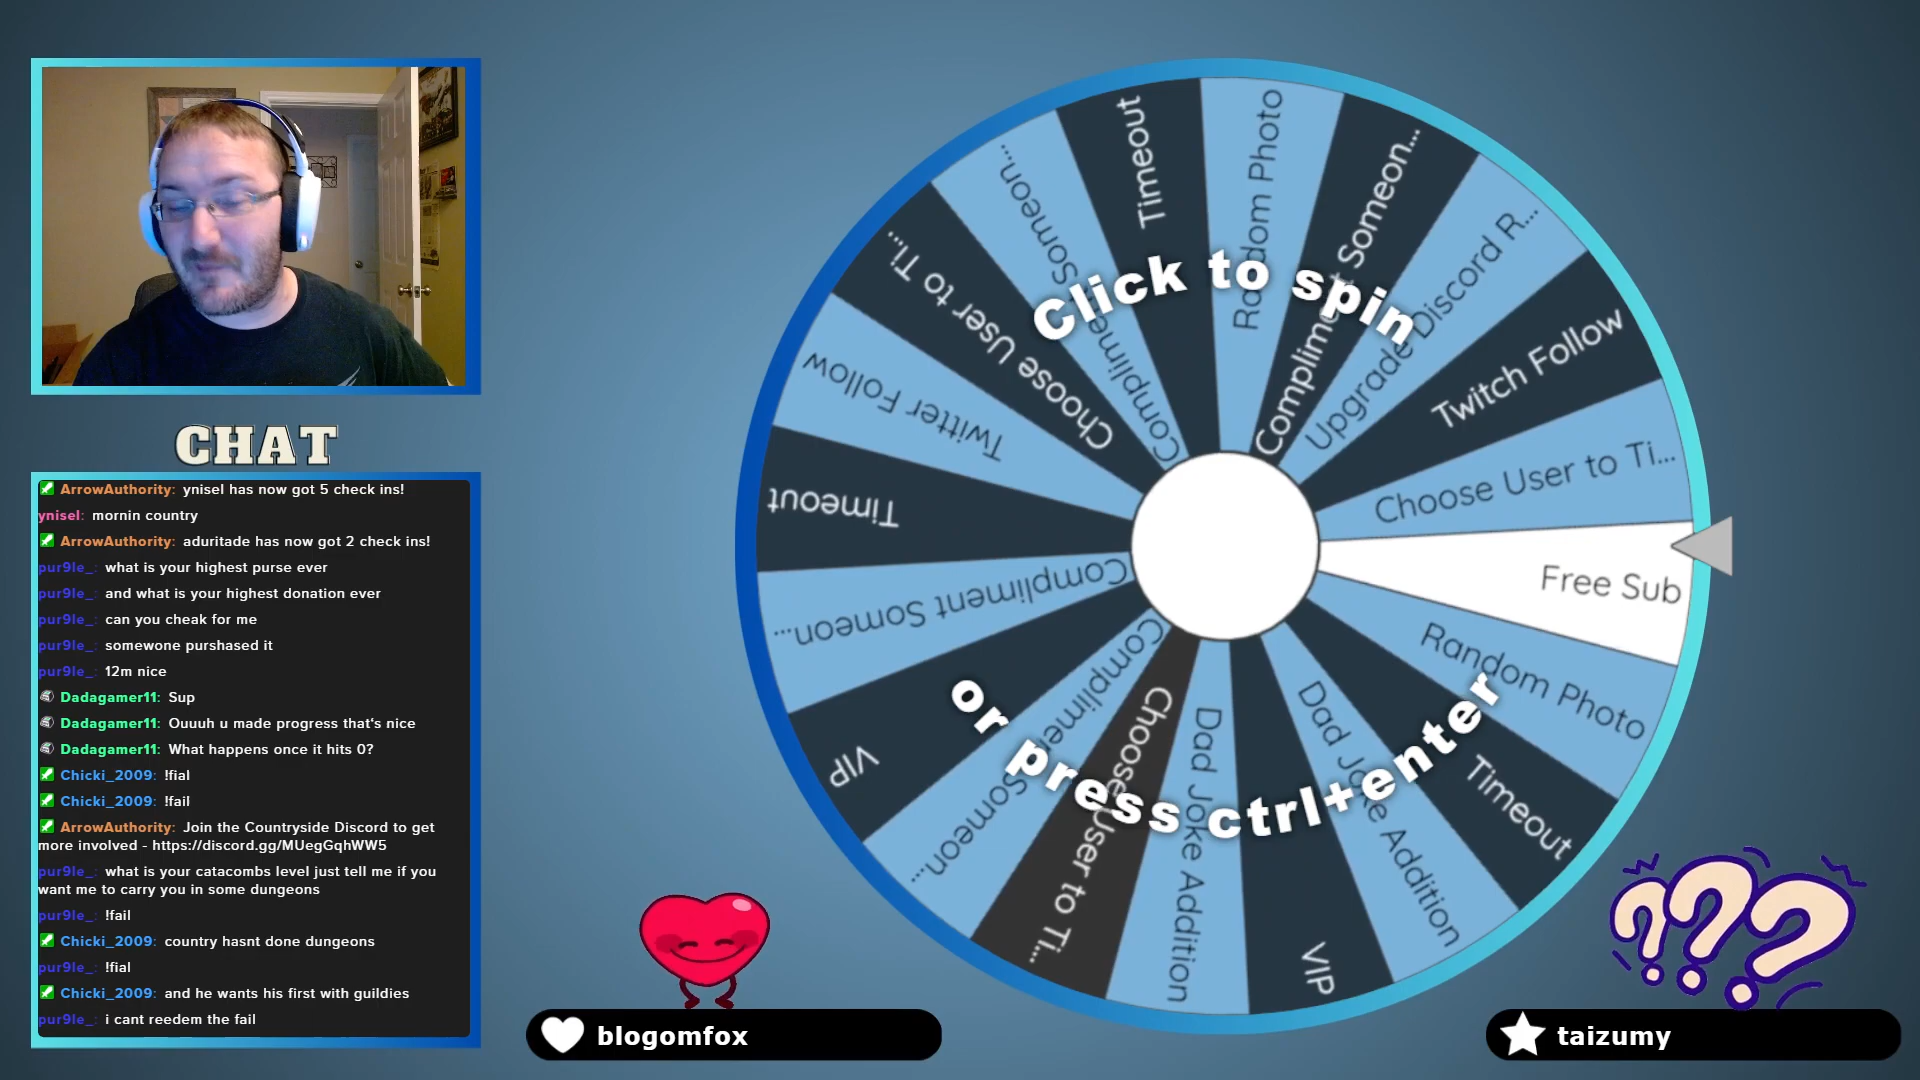 CHAT
ArrowAuthority: ynisel has now got 5 check ins!
ynisel: mornin country
ArrowAuthority: aduritade has now got 2 check ins!
pur9le_: what is your highest purse ever
pur9le_: and what is your highest donation ever
pur9le_: can you cheak for me
pur9le_: somewone purshased it
pur9le_: 12m nice
Dadagamer11: Sup
Dadagamer11: Ouuuh u made progress that's nice
Dadagamer11: What happens once it hits 0?
Chicki_2009: !fial
Chicki_2009: !fail
ArrowAuthority: Join the Countryside Discord to get
more involved - https://discord.gg/MUegGqhWW5
pur9le_: what is your catacombs level just tell me if you
want me to carry you in some dungeons
pur9le_: !fail
Chicki_2009: country hasnt done dungeons
pur9le_: !fial
Chicki_2009: and he wants his first with guildies
pur9le_: i cant reedem the fail
Click to spin
or press ctrl+enter
Timeout
Random Photo
Compliment Someon...
Upgrade Discord R...
Twitch Follow
Choose User to Ti...
Free Sub
Random Photo
Timeout
Dad Joke Addition
VIP
Dad Joke Addition
Choose User to Ti...
Compliment Someon...
VIP
Compliment Someon...
Timeout
Twitter Follow
Choose User to Ti...
Compliment Someon...
???
blogomfox
taizumy